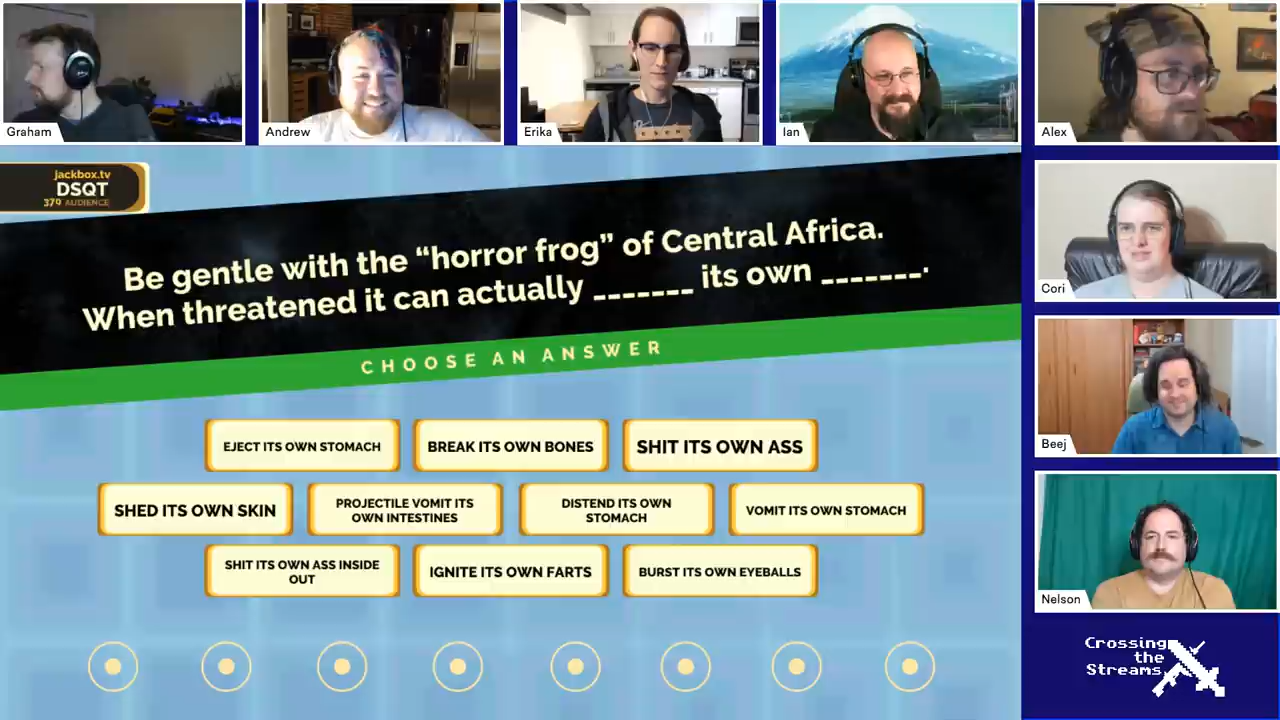 Graham
Andrew
Erika
Ian
Alex
jackbox.tv
DSQT
379 AUDIENCE
Be gentle with the “horror frog” of Central Africa.
When threatened it can actually _______ its own _______.
CHOOSE AN ANSWER
EJECT ITS OWN STOMACH
BREAK ITS OWN BONES
SHIT ITS OWN ASS
SHED ITS OWN SKIN
PROJECTILE VOMIT ITS
OWN INTESTINES
DISTEND ITS OWN
STOMACH
VOMIT ITS OWN STOMACH
SHIT ITS OWN ASS INSIDE
OUT
IGNITE ITS OWN FARTS
BURST ITS OWN EYEBALLS
Cori
Beej
Nelson
Crossing
the
Streams